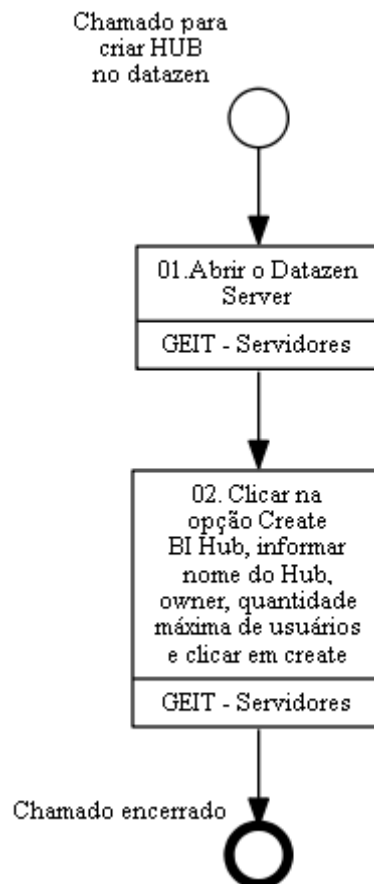 Chamado para
criar HUB
no datazen
01.Abrir o Datazen
Server
GEIT - Servidores
02. Clicar na
opção Create
BI Hub, informar
nome do Hub,
owner, quantidade
máxima de usuários
e clicar em create
GEIT - Servidores
Chamado encerrado